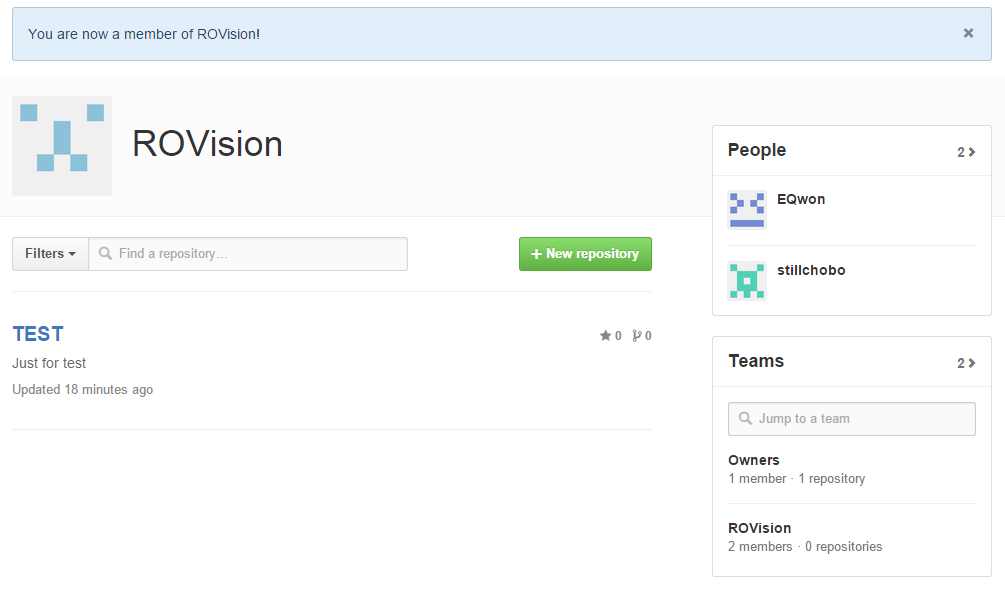 You are now a member of ROVision!
×
ROVision
Filters
Find a repository...
+ New repository
TEST
0 0
Just for test
Updated 18 minutes ago
People
2
EQwon
stillchobo
Teams
2
Jump to a team
Owners
1 member · 1 repository
ROVision
2 members · 0 repositories